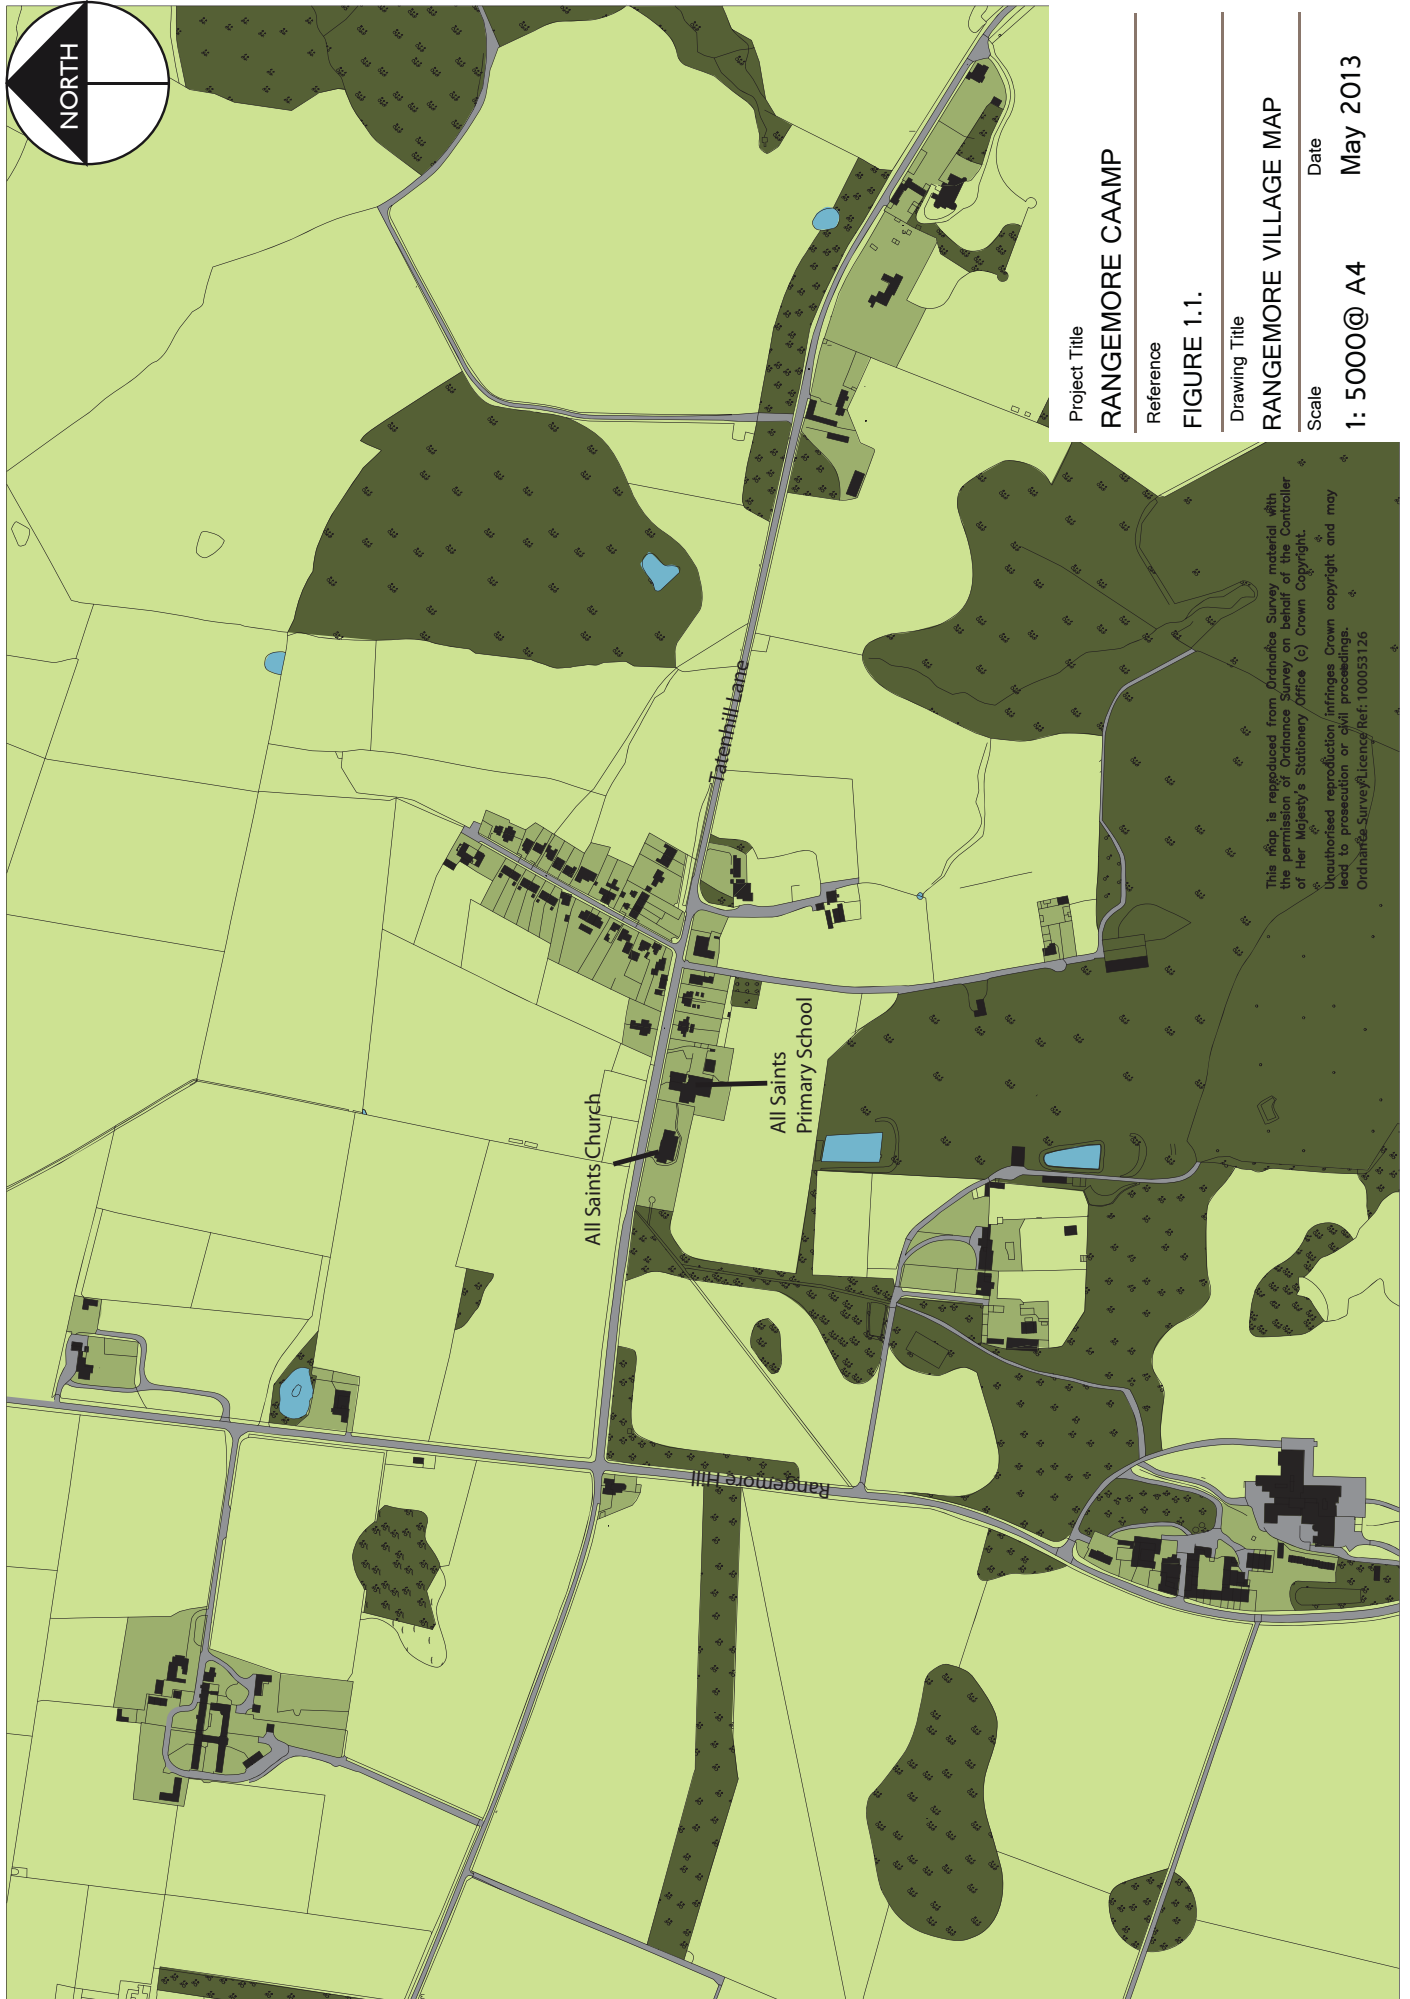 NORTH
Tatenhill Lane
All Saints Church
All Saints
Primary School
Rangemore Hill
Project Title
RANGEMORE CAAMP
Reference
FIGURE 1.1.
Drawing Title
RANGEMORE VILLAGE MAP
Scale
Date
1: 5000@ A4
May 2013
This map is reproduced from Ordnance Survey material with
the permission of Ordnance Survey on behalf of the Controller
of Her Majesty's Stationery Office (c) Crown Copyright.
Unauthorised reproduction infringes Crown copyright and may
lead to prosecution or civil proceedings.
Ordnance Survey Licence Ref: 100053126